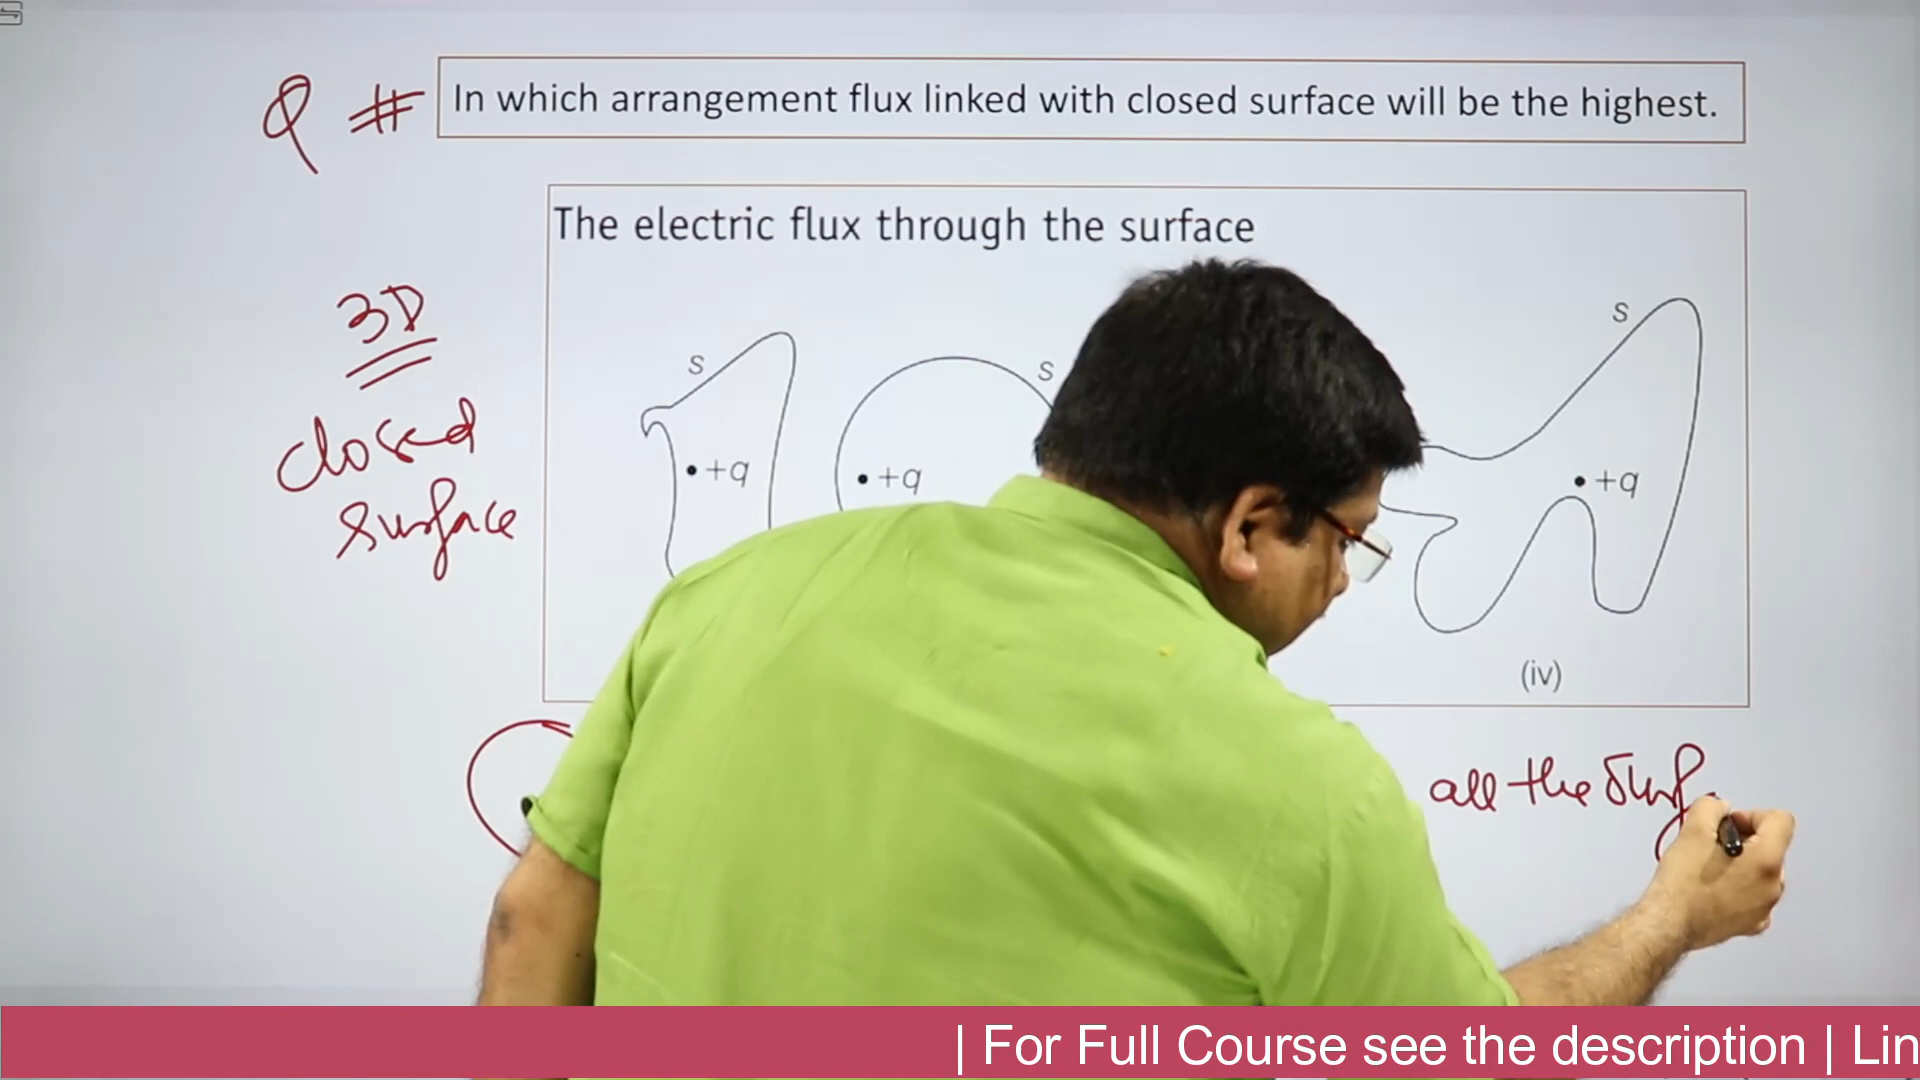 Q # In which arrangement flux linked with closed surface will be the highest.
The electric flux through the surface
3D
closed
surface
S
S
S
+q
+q
+q
(iv)
all the surf
| For Full Course see the description | Lin